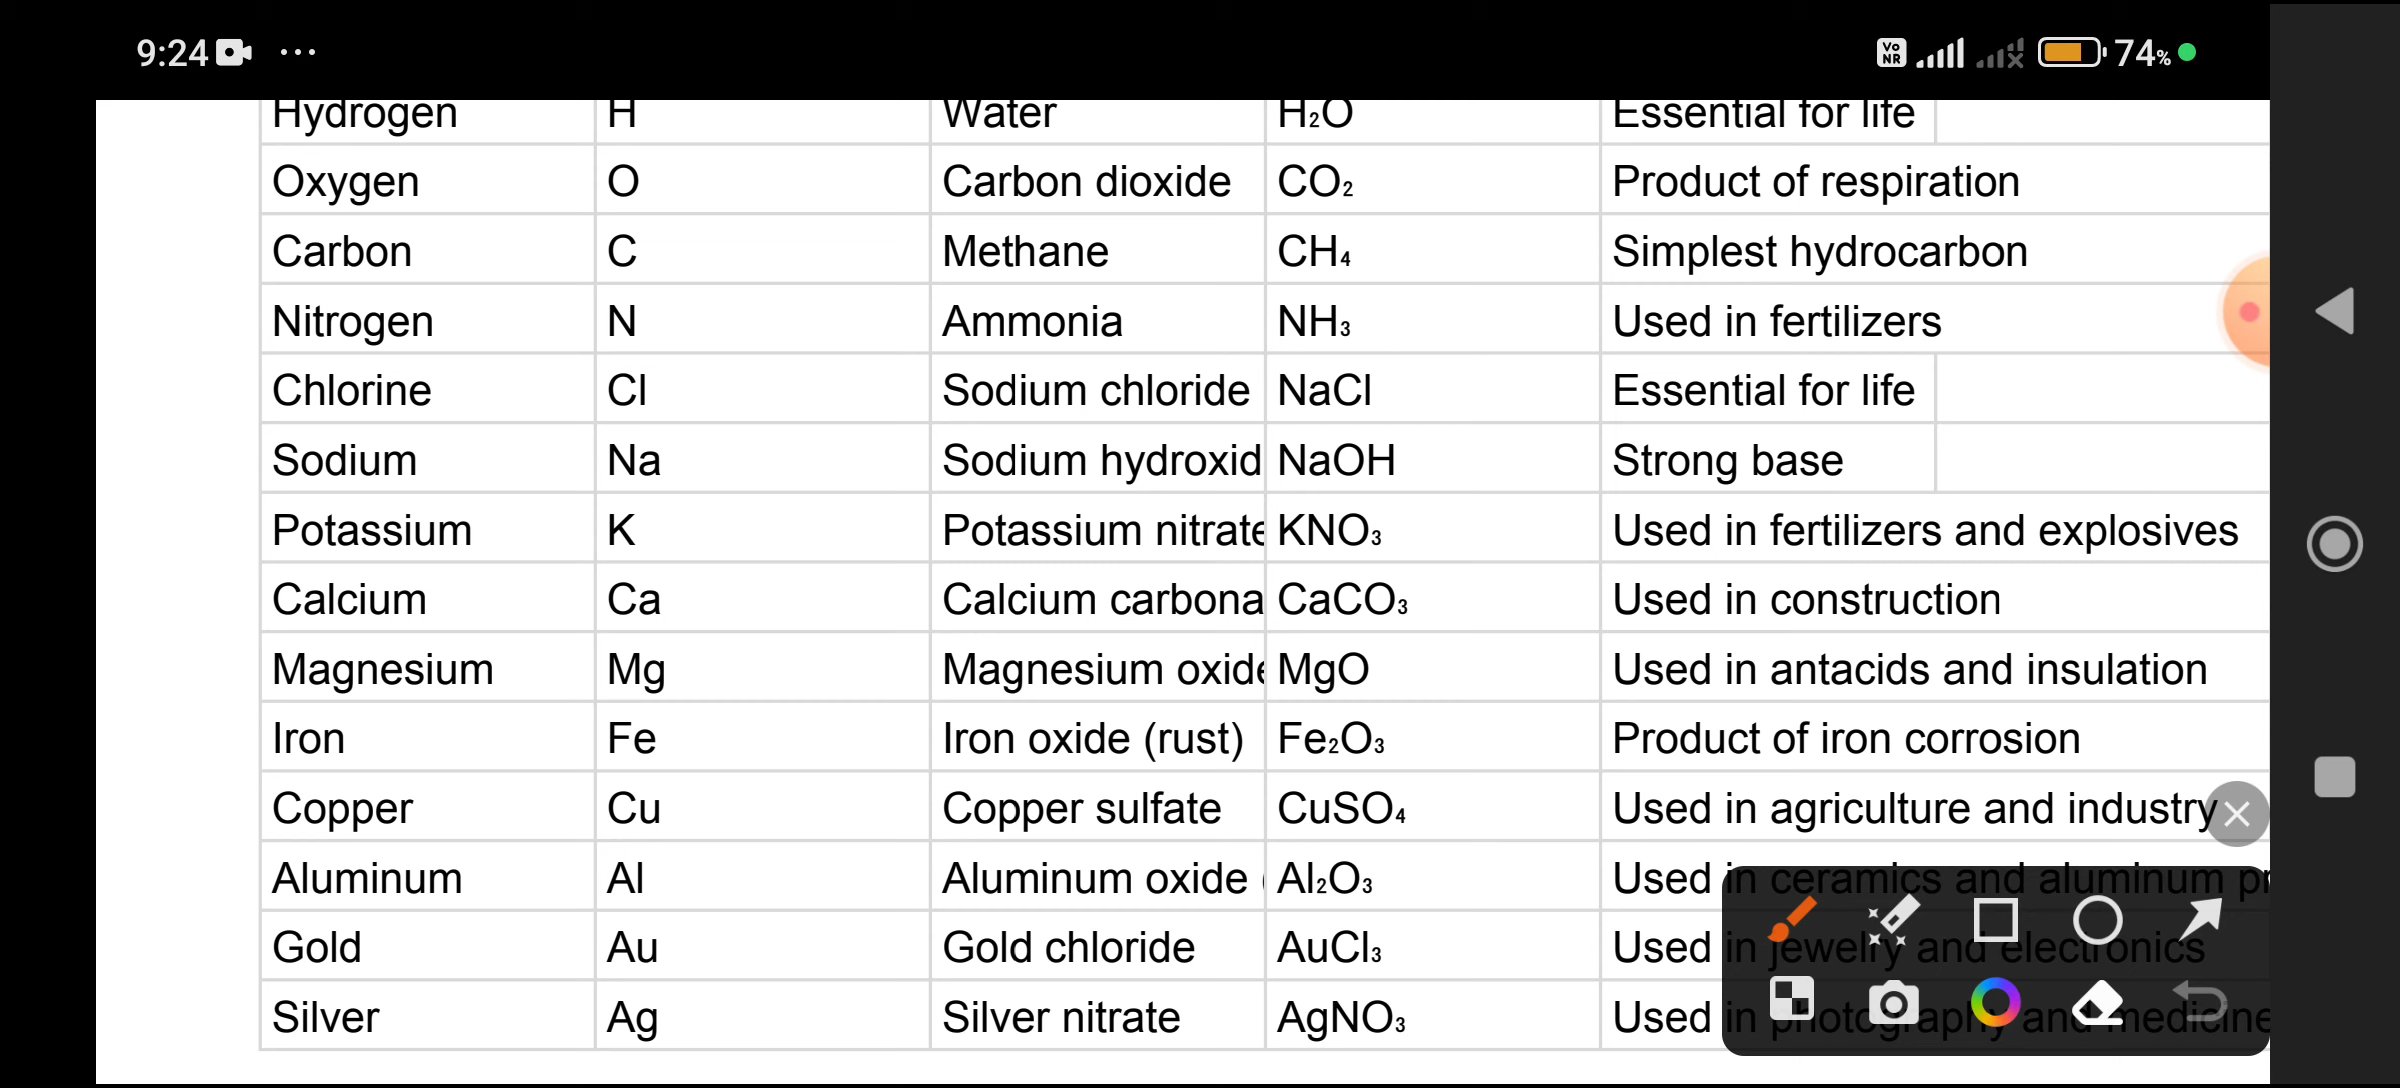 9:24 ... Vo NR 74%
Hydrogen H Water H₂O Essential for life
Oxygen O Carbon dioxide CO₂ Product of respiration
Carbon C Methane CH₄ Simplest hydrocarbon
Nitrogen N Ammonia NH₃ Used in fertilizers
Chlorine Cl Sodium chloride NaCl Essential for life
Sodium Na Sodium hydroxid NaOH Strong base
Potassium K Potassium nitrate KNO₃ Used in fertilizers and explosives
Calcium Ca Calcium carbona CaCO₃ Used in construction
Magnesium Mg Magnesium oxide MgO Used in antacids and insulation
Iron Fe Iron oxide (rust) Fe₂O₃ Product of iron corrosion
Copper Cu Copper sulfate CuSO₄ Used in agriculture and industry
Aluminum Al Aluminum oxide Al₂O₃ Used in ceramics and aluminum pr
Gold Au Gold chloride AuCl₃ Used in jewelry and electronics
Silver Ag Silver nitrate AgNO₃ Used in photography and medicine